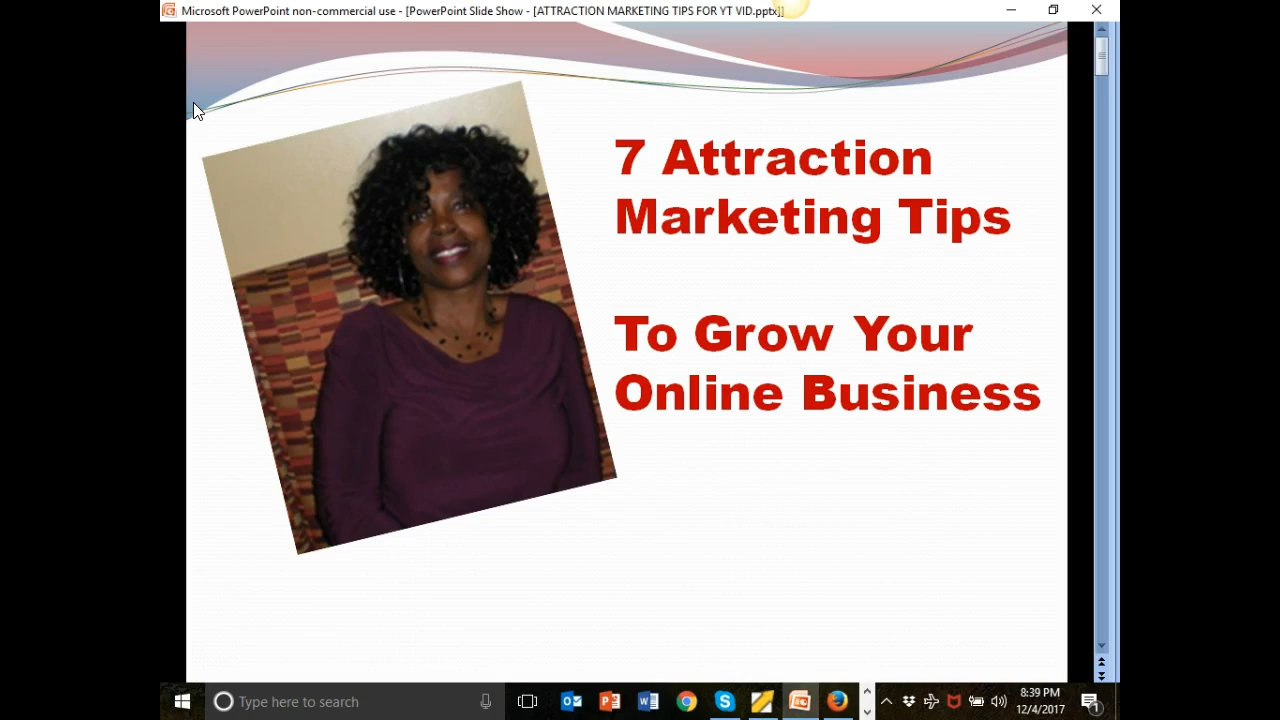 Microsoft PowerPoint non-commercial use - [PowerPoint Slide Show - [ATTRACTION MARKETING TIPS FOR YT VID.pptx]]
7 Attraction
Marketing Tips
To Grow Your
Online Business
Type here to search
8:39 PM
12/4/2017
1